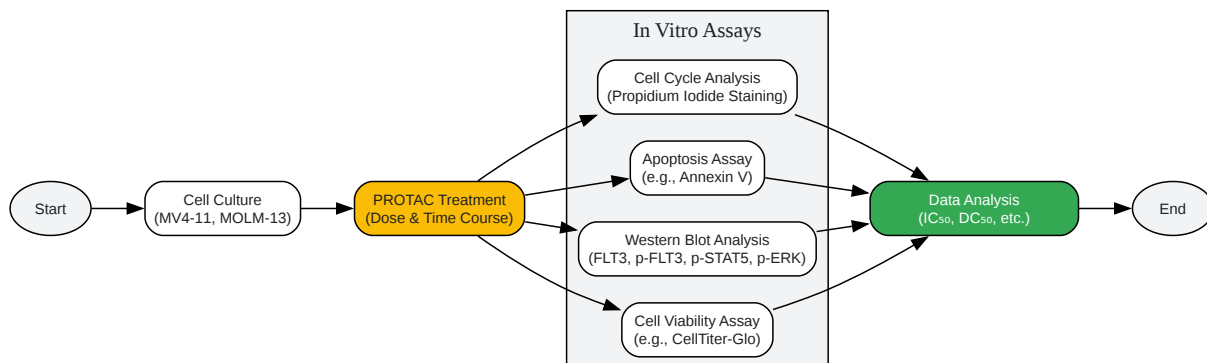 In Vitro Assays
Start
Cell Culture
(MV4-11, MOLM-13)
PROTAC Treatment
(Dose & Time Course)
Cell Cycle Analysis
(Propidium Iodide Staining)
Apoptosis Assay
(e.g., Annexin V)
Western Blot Analysis
(FLT3, p-FLT3, p-STAT5, p-ERK)
Cell Viability Assay
(e.g., CellTiter-Glo)
Data Analysis
(IC₅₀, DC₅₀, etc.)
End